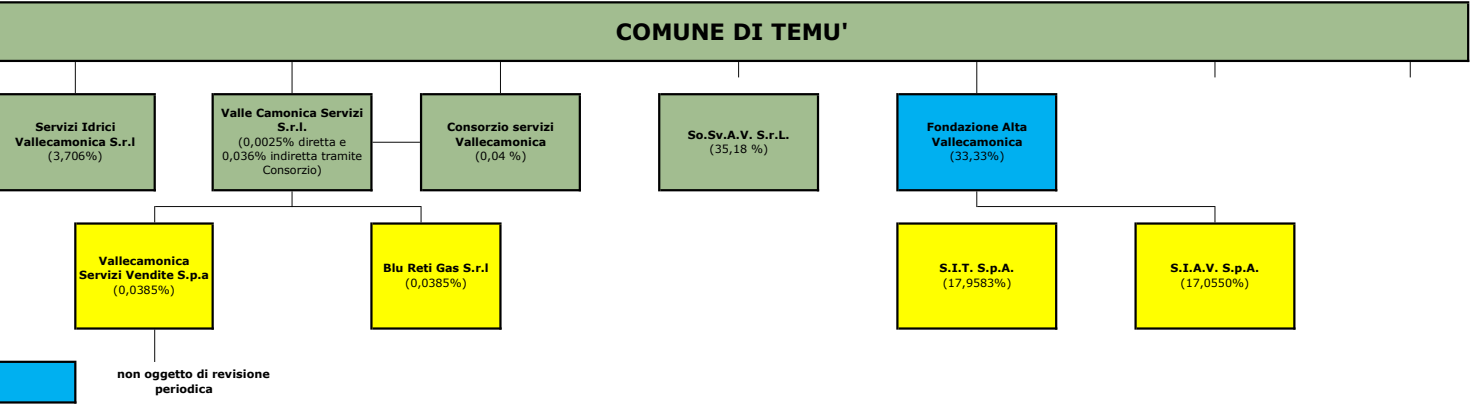 COMUNE DI TEMU'
Servizi Idrici
Vallecamonica S.r.l
(3,706%)
Valle Camonica Servizi
S.r.l.
(0,0025% diretta e
0,036% indiretta tramite
Consorzio)
Consorzio servizi
Vallecamonica
(0,04 %)
So.Sv.A.V. S.r.L.
(35,18 %)
Fondazione Alta
Vallecamonica
(33,33%)
Vallecamonica
Servizi Vendite S.p.a
(0,0385%)
Blu Reti Gas S.r.l
(0,0385%)
S.I.T. S.p.A.
(17,9583%)
S.I.A.V. S.p.A.
(17,0550%)
non oggetto di revisione
periodica